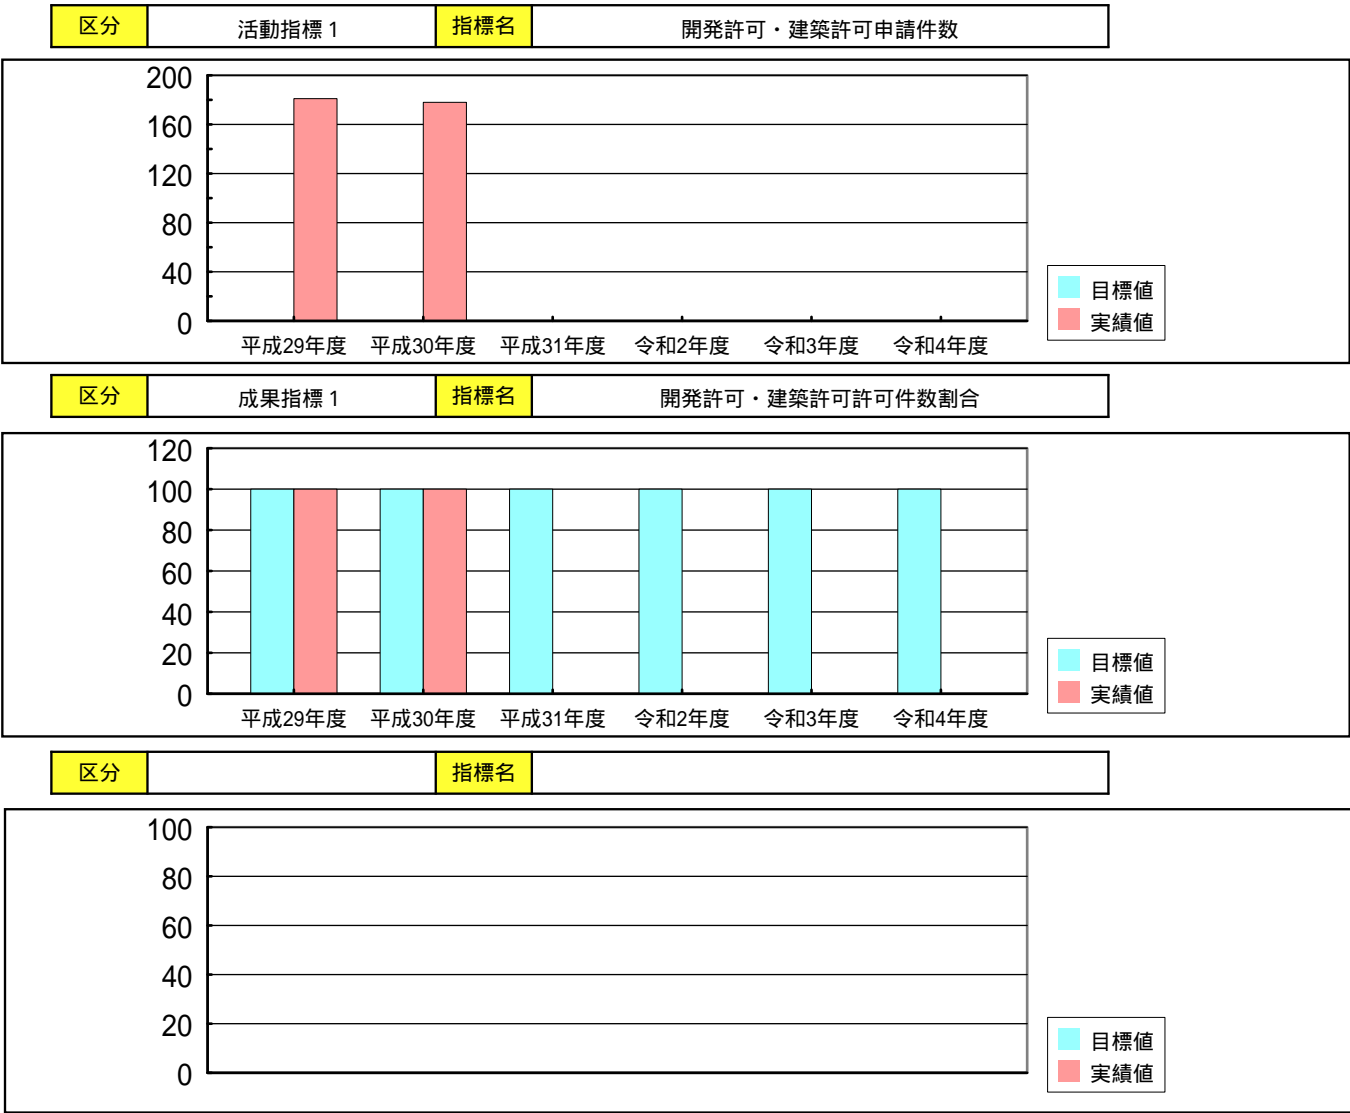 区分 活動指標1 指標名 開発許可・建築許可申請件数
200
160
120
80
40
0
平成29年度 平成30年度 平成31年度 令和2年度 令和3年度 令和4年度
目標値
実績値
区分 成果指標1 指標名 開発許可・建築許可許可件数割合
120
100
80
60
40
20
0
平成29年度 平成30年度 平成31年度 令和2年度 令和3年度 令和4年度
目標値
実績値
区分 指標名
100
80
60
40
20
0
目標値
実績値